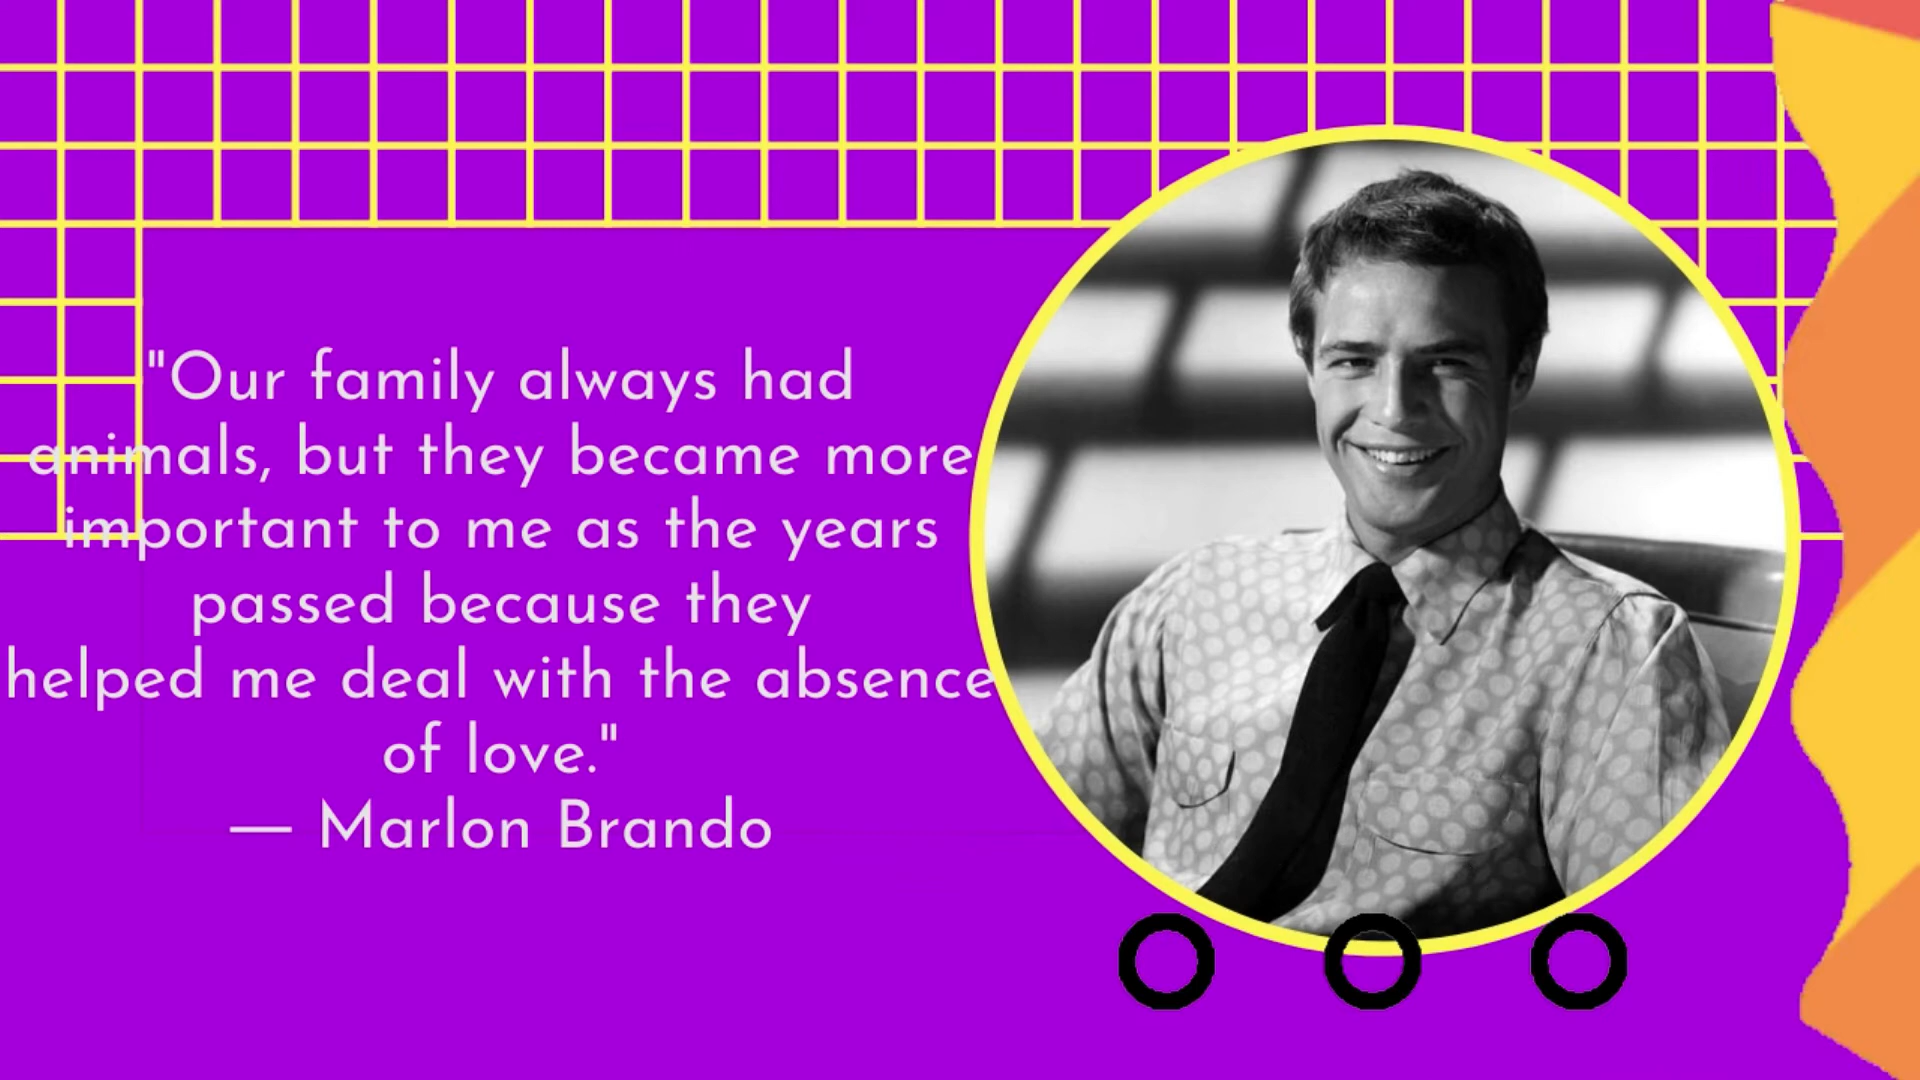 "Our family always had
animals, but they became more
important to me as the years
passed because they
helped me deal with the absence
of love."
— Marlon Brando